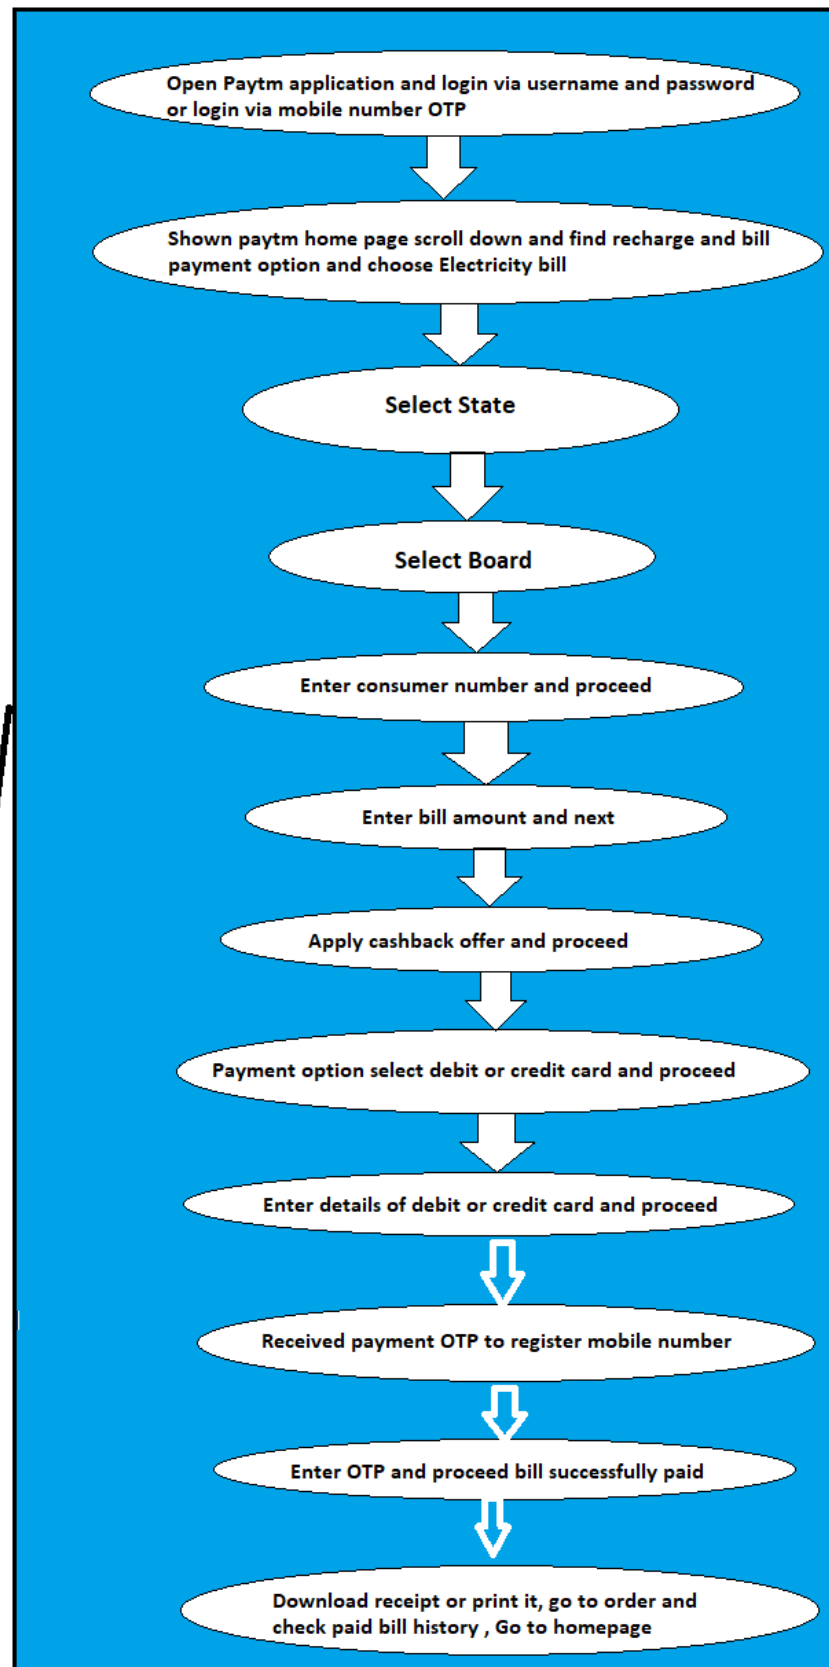 Open Paytm application and login via username and password
or login via mobile number OTP
Shown paytm home page scroll down and find recharge and bill
payment option and choose Electricity bill
Select State
Select Board
Enter consumer number and proceed
Enter bill amount and next
Apply cashback offer and proceed
Payment option select debit or credit card and proceed
Enter details of debit or credit card and proceed
Received payment OTP to register mobile number
Enter OTP and proceed bill successfully paid
Download receipt or print it, go to order and
check paid bill history , Go to homepage